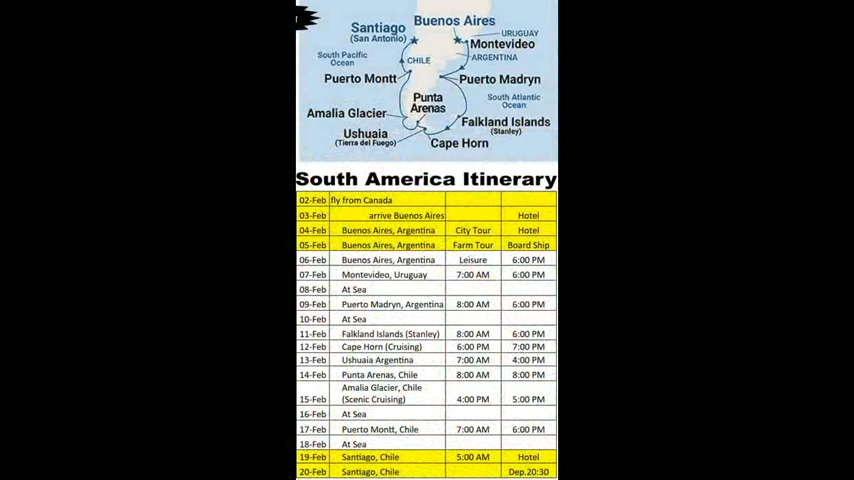 Buenos Aires
Santiago
(San Antonio)
URUGUAY
Montevideo
South Pacific
Ocean
CHILE
ARGENTINA
Puerto Montt
Puerto Madryn
Punta
Arenas
South Atlantic
Ocean
Amalia Glacier
Falkland Islands
(Stanley)
Ushuaia
(Tierra del Fuego)
Cape Horn
South America Itinerary
02-Feb fly from Canada
03-Feb arrive Buenos Aires Hotel
04-Feb Buenos Aires, Argentina City Tour Hotel
05-Feb Buenos Aires, Argentina Farm Tour Board Ship
06-Feb Buenos Aires, Argentina Leisure 6:00 PM
07-Feb Montevideo, Uruguay 7:00 AM 6:00 PM
08-Feb At Sea
09-Feb Puerto Madryn, Argentina 8:00 AM 6:00 PM
10-Feb At Sea
11-Feb Falkland Islands (Stanley) 8:00 AM 6:00 PM
12-Feb Cape Horn (Cruising) 6:00 PM 7:00 PM
13-Feb Ushuaia Argentina 7:00 AM 4:00 PM
14-Feb Punta Arenas, Chile 8:00 AM 8:00 PM
Amalia Glacier, Chile
15-Feb (Scenic Cruising) 4:00 PM 5:00 PM
16-Feb At Sea
17-Feb Puerto Montt, Chile 7:00 AM 6:00 PM
18-Feb At Sea
19-Feb Santiago, Chile 5:00 AM Hotel
20-Feb Santiago, Chile Dep.20:30